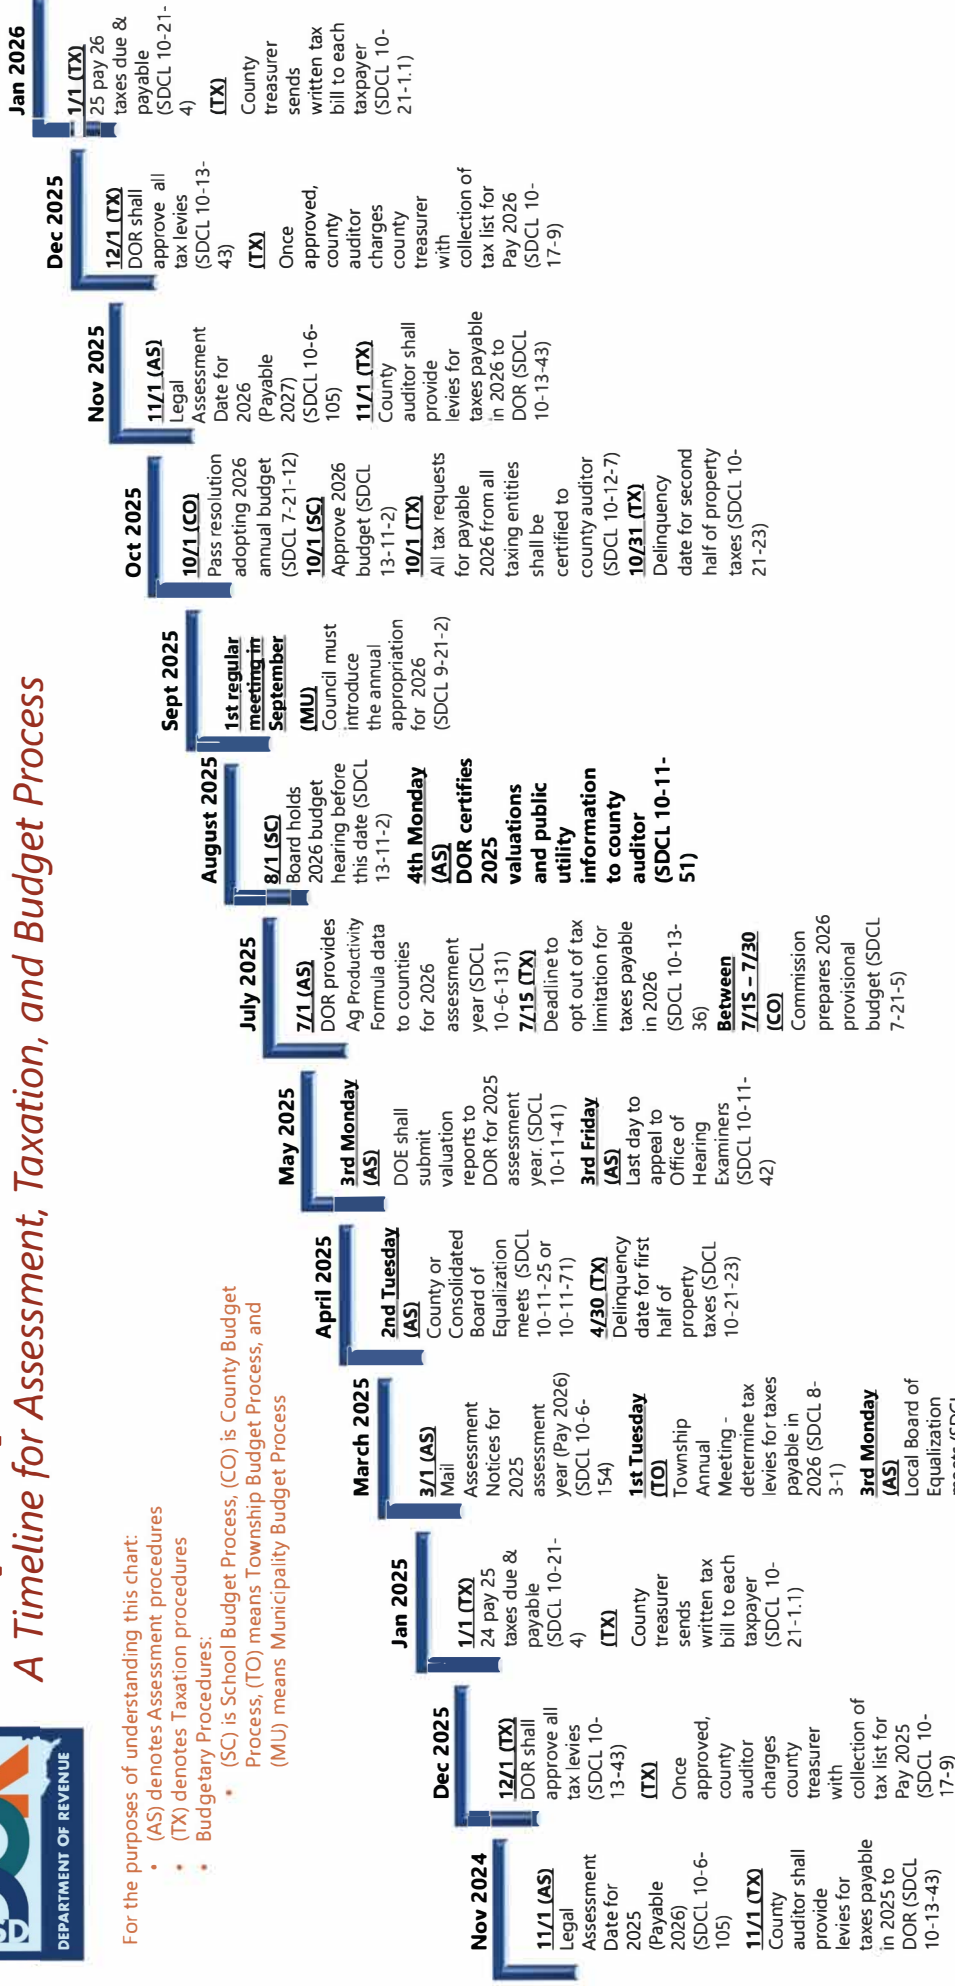 A Timeline for Assessment, Taxation, and Budget Process
SD
DEPARTMENT OF REVENUE
For the purposes of understanding this chart:
• (AS) denotes Assessment procedures
• (TX) denotes Taxation procedures
• Budgetary Procedures:
• (SC) is School Budget Process, (CO) is County Budget
Process, (TO) means Township Budget Process, and
(MU) means Municipality Budget Process
Nov 2024
11/1 (AS)
Legal
Assessment
Date for
2025
(Payable
2026)
(SDCL 10-6-
105)
11/1 (TX)
County
auditor shall
provide
levies for
taxes payable
in 2025 to
DOR (SDCL
10-13-43)
Dec 2025
12/1 (TX)
DOR shall
approve all
tax levies
(SDCL 10-
13-43)
(TX)
Once
approved,
county
auditor
charges
county
treasurer
with
collection of
tax list for
Pay 2025
(SDCL 10-
17-9)
Jan 2025
1/1 (TX)
24 pay 25
taxes due &
payable
(SDCL 10-21-
4)
(TX)
County
treasurer
sends
written tax
bill to each
taxpayer
(SDCL 10-
21-1.1)
March 2025
3/1 (AS)
Mail
Assessment
Notices for
2025
assessment
year (Pay 2026)
(SDCL 10-6-
154)
1st Tuesday
(TO)
Township
Annual
Meeting -
determine tax
levies for taxes
payable in
2026 (SDCL 8-
3-1)
3rd Monday
(AS)
Local Board of
Equalization
April 2025
2nd Tuesday
(AS)
County or
Consolidated
Board of
Equalization
meets (SDCL
10-11-25 or
10-11-71)
4/30 (TX)
Delinquency
date for first
half of
property
taxes (SDCL
10-21-23)
May 2025
3rd Monday
(AS)
DOE shall
submit
valuation
reports to
DOR for 2025
assessment
year. (SDCL
10-11-41)
3rd Friday
(AS)
Last day to
appeal to
Office of
Hearing
Examiners
(SDCL 10-11-
42)
July 2025
7/1 (AS)
DOR provides
Ag Productivity
Formula data
to counties
for 2026
assessment
year (SDCL
10-6-131)
7/15 (TX)
Deadline to
opt out of tax
limitation for
taxes payable
in 2026
(SDCL 10-13-
36)
Between
7/15 – 7/30
(CO)
Commission
prepares 2026
provisional
budget (SDCL
7-21-5)
August 2025
8/1 (SC)
Board holds
2026 budget
hearing before
this date (SDCL
13-11-2)
4th Monday
(AS)
DOR certifies
2025
valuations
and public
utility
information
to county
auditor
(SDCL 10-11-
51)
Sept 2025
1st regular
meeting in
September
(MU)
Council must
introduce
the annual
appropriation
for 2026
(SDCL 9-21-2)
Oct 2025
10/1 (CO)
Pass resolution
adopting 2026
annual budget
(SDCL 7-21-12)
10/1 (SC)
Approve 2026
budget (SDCL
13-11-2)
10/1 (TX)
All tax requests
for payable
2026 from all
taxing entities
shall be
certified to
county auditor
(SDCL 10-12-7)
10/31 (TX)
Delinquency
date for second
half of property
taxes (SDCL 10-
21-23)
Nov 2025
11/1 (AS)
Legal
Assessment
Date for
2026
(Payable
2027)
(SDCL 10-6-
105)
11/1 (TX)
County
auditor shall
provide
levies for
taxes payable
in 2026 to
DOR (SDCL
10-13-43)
Dec 2025
12/1 (TX)
DOR shall
approve all
tax levies
(SDCL 10-13-
43)
(TX)
Once
approved,
county
auditor
charges
county
treasurer
with
collection of
tax list for
Pay 2026
(SDCL 10-
17-9)
Jan 2026
1/1 (TX)
25 pay 26
taxes due &
payable
(SDCL 10-21-
4)
(TX)
County
treasurer
sends
written tax
bill to each
taxpayer
(SDCL 10-
21-1.1)